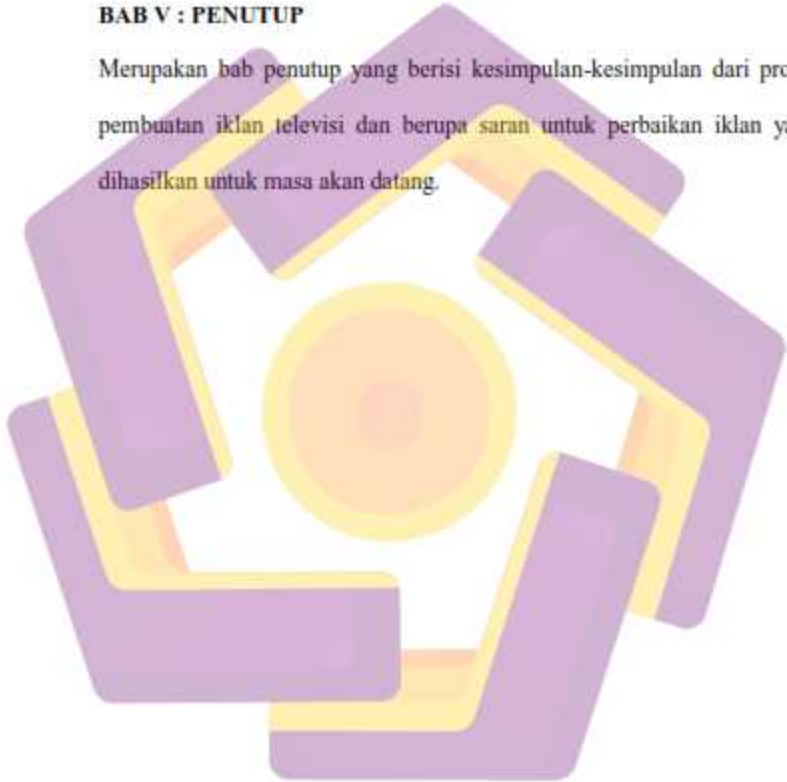 BAB V : PENUTUP
Merupakan bab penutup yang berisi kesimpulan-kesimpulan dari
pembuatan iklan televisi dan berupa saran untuk perbaikan iklan
dihasilkan untuk masa akan datang.